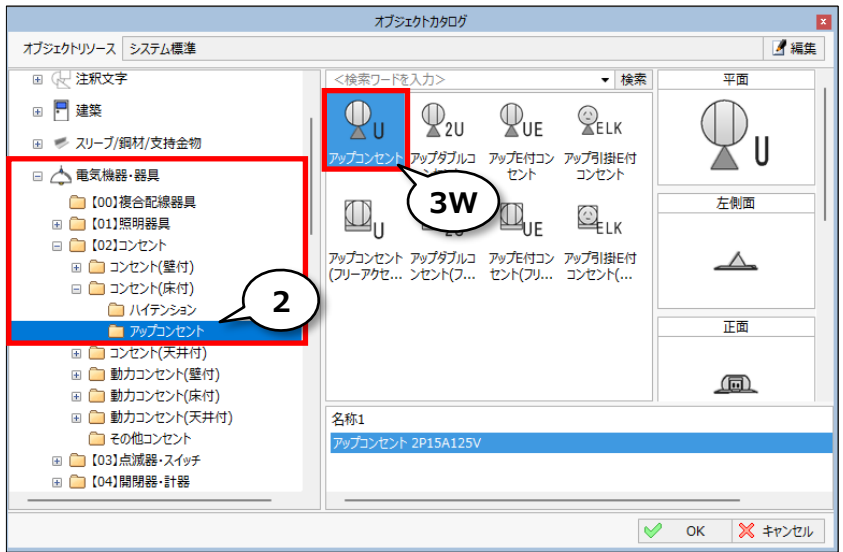 オブジェクトカタログ
オブジェクトリソース システム標準 編集
注釈文字
建築
スリーブ/鋼材/支持金物
電気機器・器具
【00】複合配線器具
【01】照明器具
【02】コンセント
コンセント(壁付)
コンセント(床付)
ハイテンション
アップコンセント
コンセント(天井付)
動力コンセント(壁付)
動力コンセント(床付)
動力コンセント(天井付)
その他コンセント
【03】点滅器・スイッチ
【04】開閉器・計器
2
<検索ワードを入力> 検索
U 2U UE ELK
アップコンセント アップダブルコ アップE付コン セント アップ引掛E付 コンセント
3W
U UE ELK
アップコンセント (フリーアクセ... アップダブルコ ンセント(フ... アップE付コン セント(フリ... アップ引掛E付 コンセント(...
平面
U
左側面
正面
名称1
アップコンセント 2P15A125V
OK キャンセル